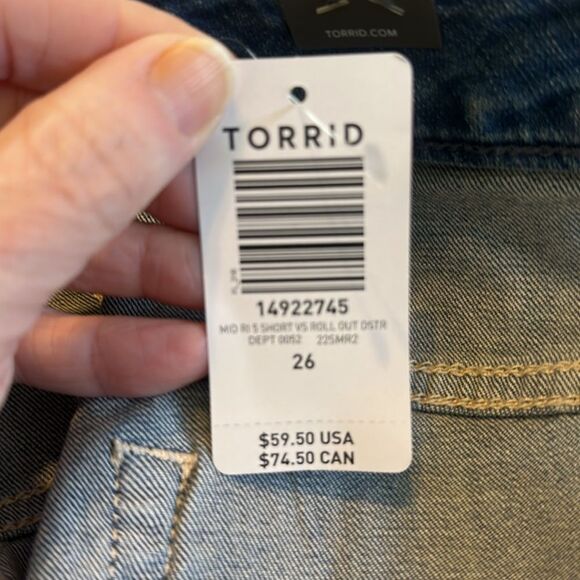 TORRID.COM
TORRID
14922745
MID RI 5 SHORT VS ROLL OUT DSTR
DEPT 0052 225MR2
26
$59.50 USA
$74.50 CAN